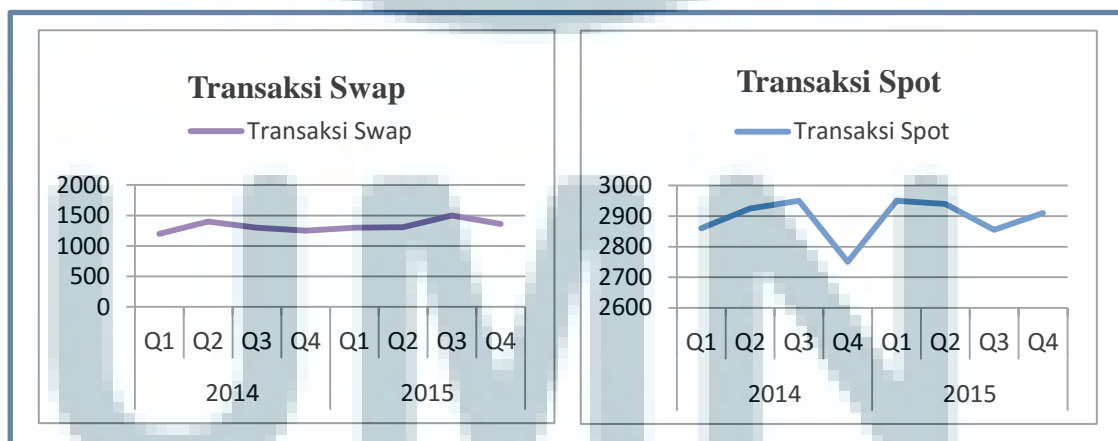 Transaksi Swap
Transaksi Swap
2000
1500
1000
500
0
Q1 Q2 Q3 Q4 Q1 Q2 Q3 Q4
2014 2015
Transaksi Spot
Transaksi Spot
3000
2900
2800
2700
2600
Q1 Q2 Q3 Q4 Q1 Q2 Q3 Q4
2014 2015
UMN